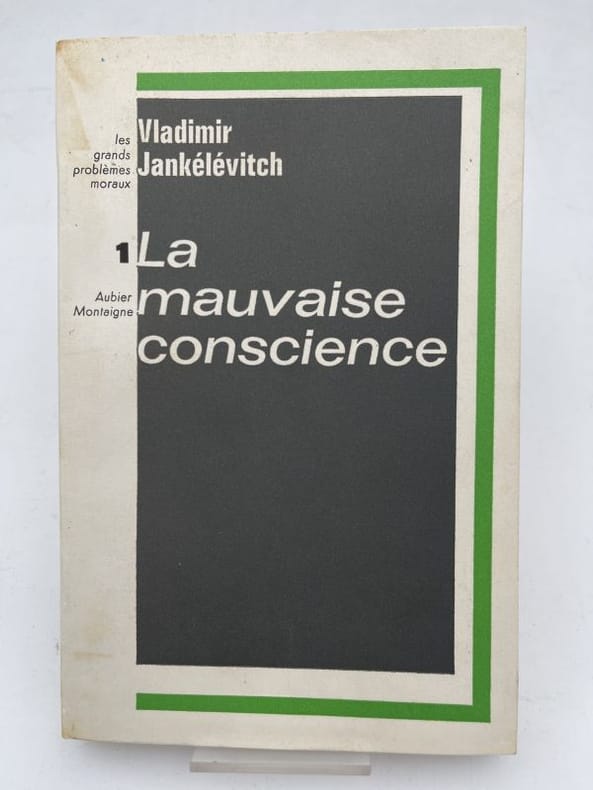 Vladimir
Jankélévitch
les
grands
problèmes
moraux
1
La
mauvaise
conscience
Aubier
Montaigne